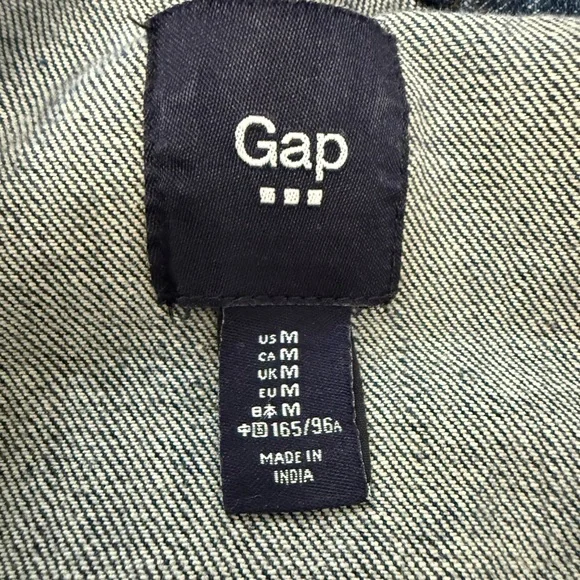 Gap
US M
CA M
UK M
EU M
日本 M
中国 165/96A
MADE IN
INDIA